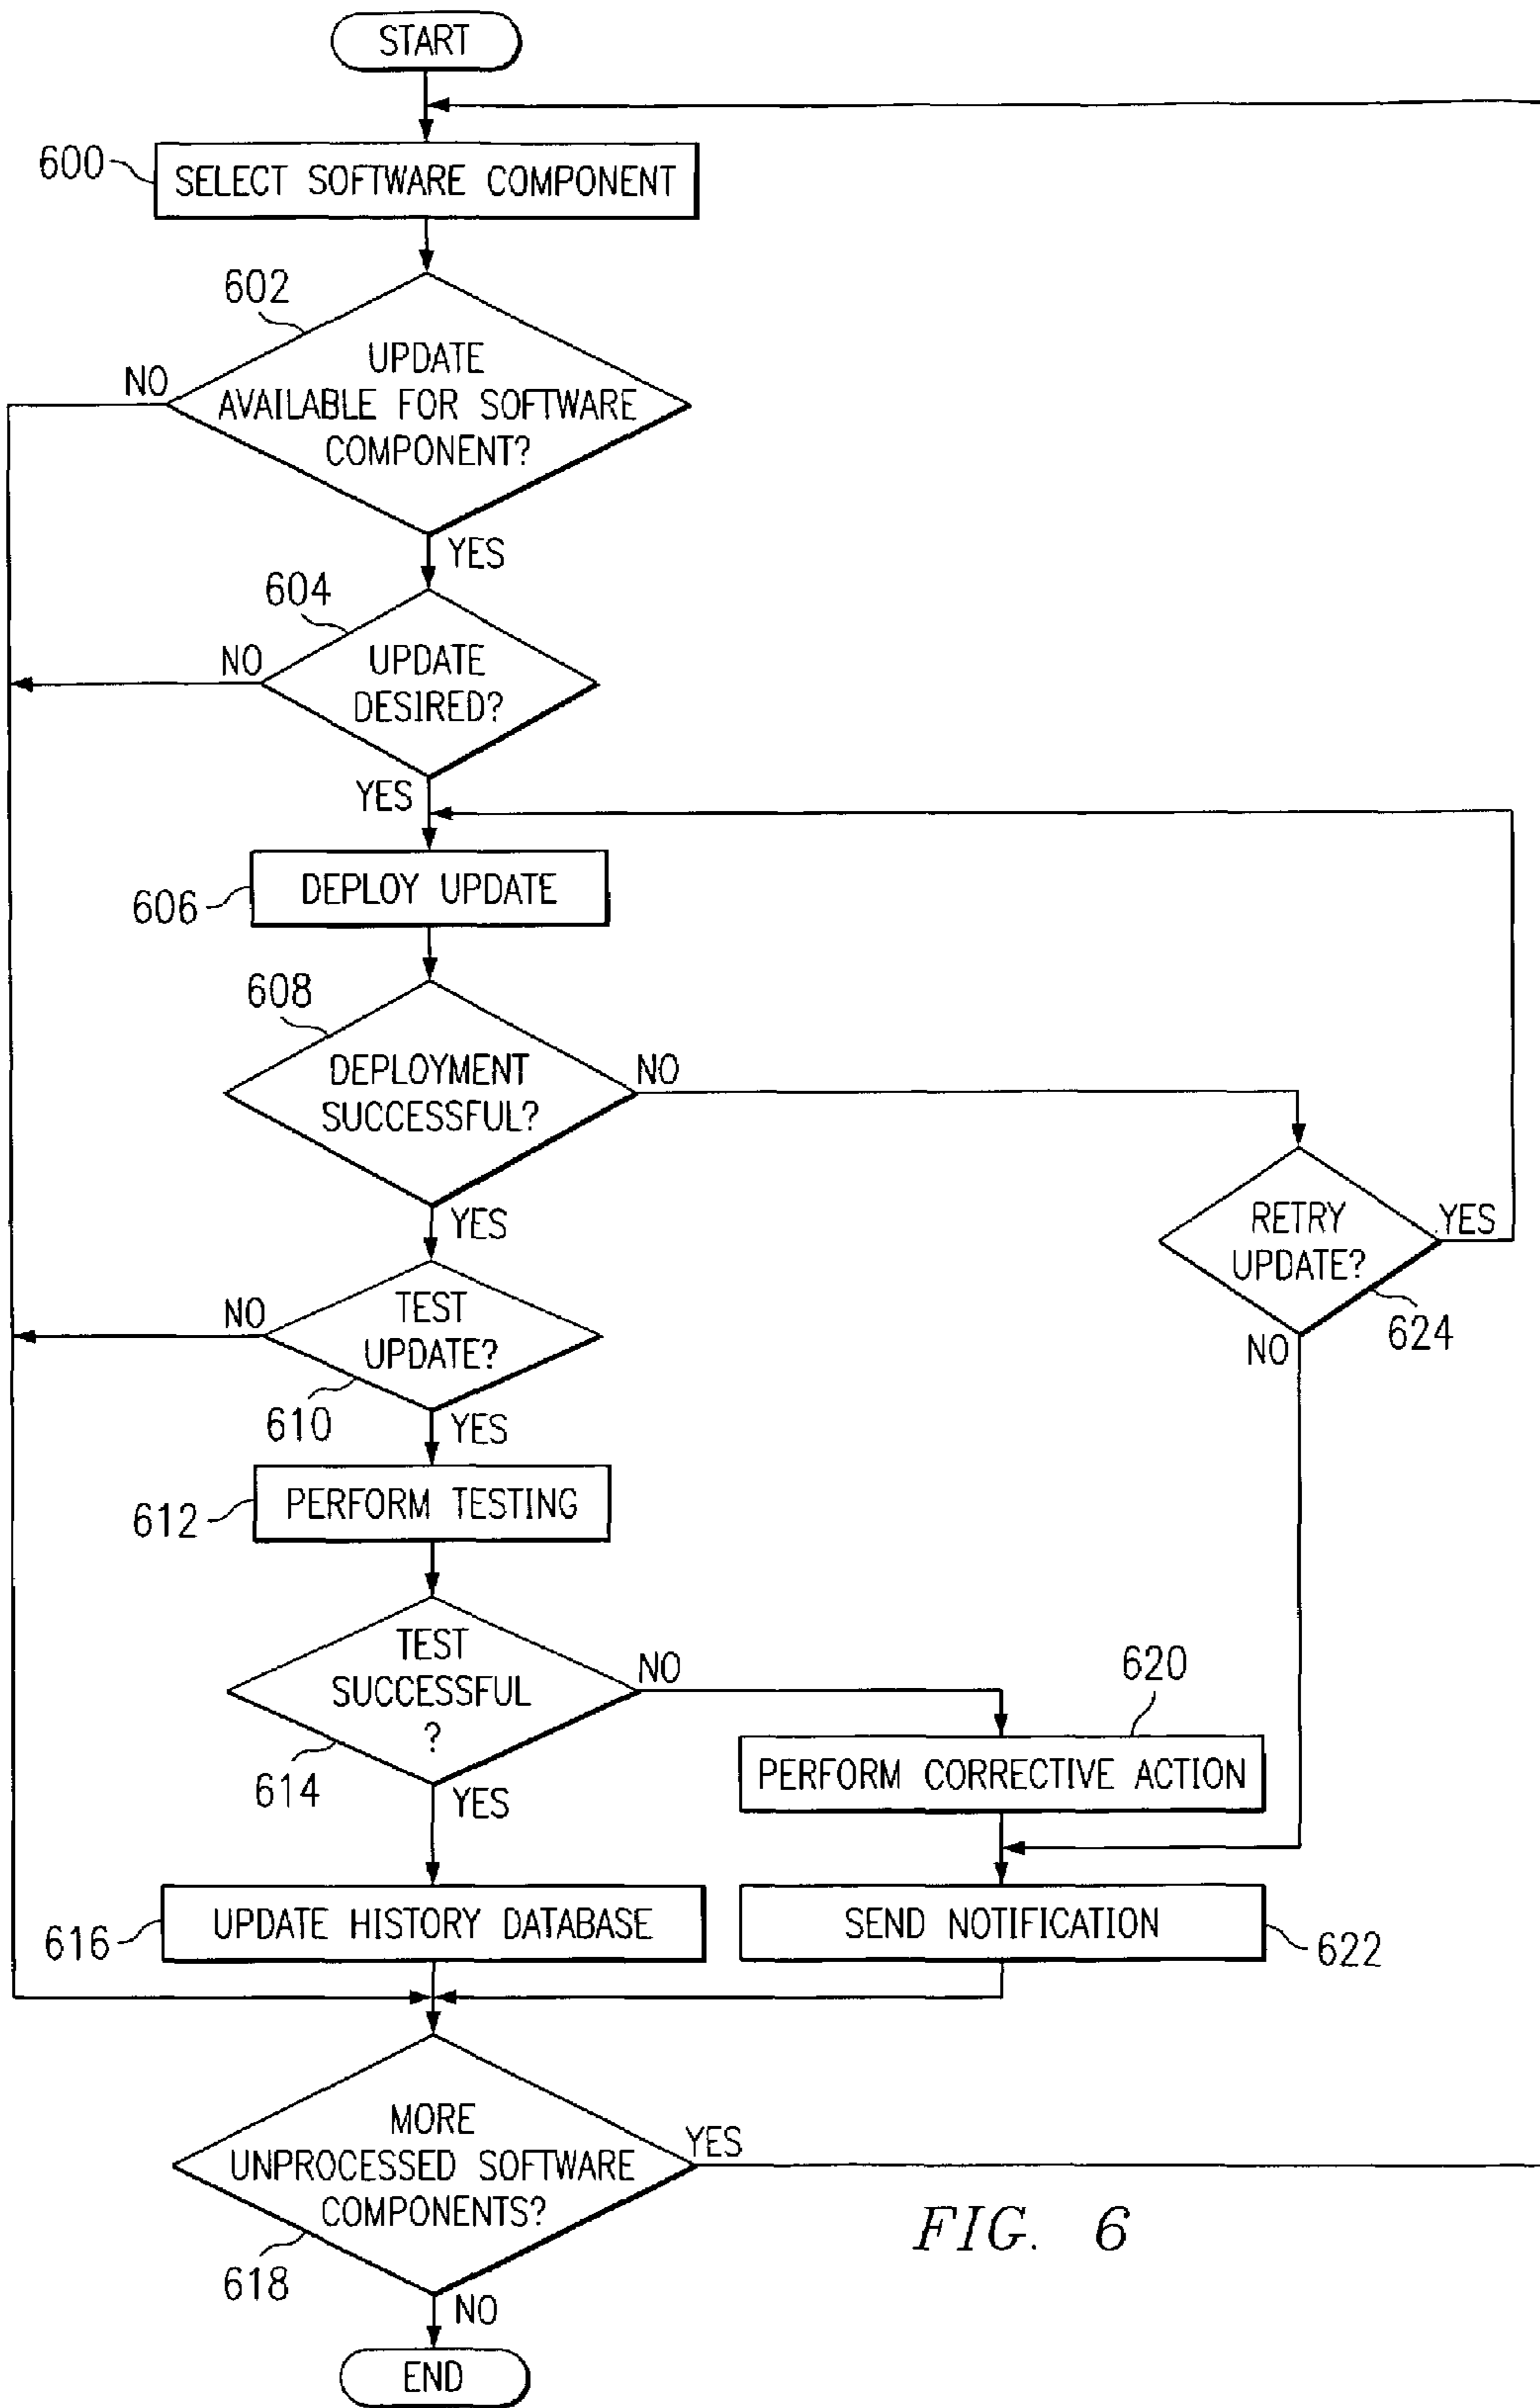 START
600
SELECT SOFTWARE COMPONENT
602
UPDATE
AVAILABLE FOR SOFTWARE
COMPONENT?
NO
YES
604
UPDATE
DESIRED?
NO
YES
606
DEPLOY UPDATE
608
DEPLOYMENT
SUCCESSFUL?
NO
YES
RETRY
UPDATE?
YES
624
NO
TEST
UPDATE?
NO
610
YES
612
PERFORM TESTING
TEST
SUCCESSFUL
?
NO
614
YES
620
PERFORM CORRECTIVE ACTION
616
UPDATE HISTORY DATABASE
SEND NOTIFICATION
622
MORE
UNPROCESSED SOFTWARE
COMPONENTS?
YES
618
NO
END
FIG. 6